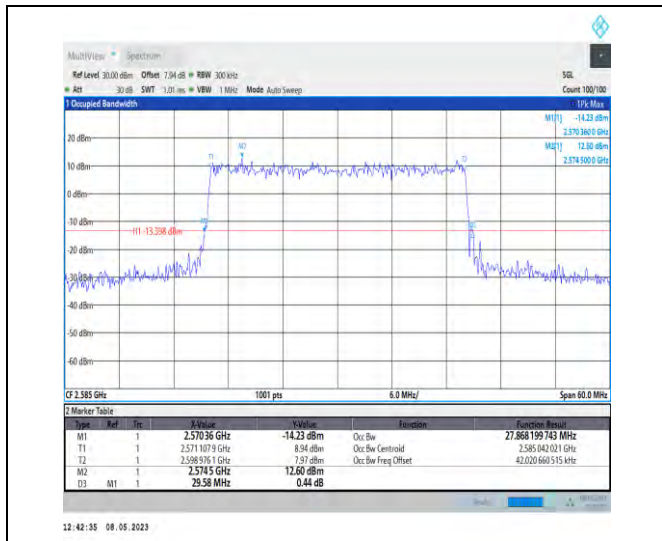 MultiView Spectrum
Ref Level 30.00 dBm Offset 7.94 dB RBW 300 kHz SGL
Att 30 dB SWT 1.01 ms VBW 1 MHz Mode Auto Sweep Count 100/100
1 Occupied Bandwidth 1Pk Max
M1[1] -14.23 dBm
2.570 360 0 GHz
M2[1] 12.60 dBm
2.574 500 0 GHz
20 dBm
T1 M2 T2
10 dBm
0 dBm
-10 dBm
H1 -13.398 dBm
-20 dBm
-30 dBm
-40 dBm
-50 dBm
-60 dBm
CF 2.585 GHz 1001 pts 6.0 MHz/ Span 60.0 MHz
2 Marker Table
Type Ref Trc X-Value Y-Value Function Function Result
M1 1 2.570 36 GHz -14.23 dBm Occ Bw 27.868 199 743 MHz
T1 1 2.571 107 9 GHz 8.94 dBm Occ Bw Centroid 2.585 042 021 GHz
T2 1 2.598 976 1 GHz 7.97 dBm Occ Bw Freq Offset 42.020 660 515 kHz
M2 1 2.574 5 GHz 12.60 dBm
D3 M1 1 29.58 MHz 0.44 dB
12:42:35 08.05.2023